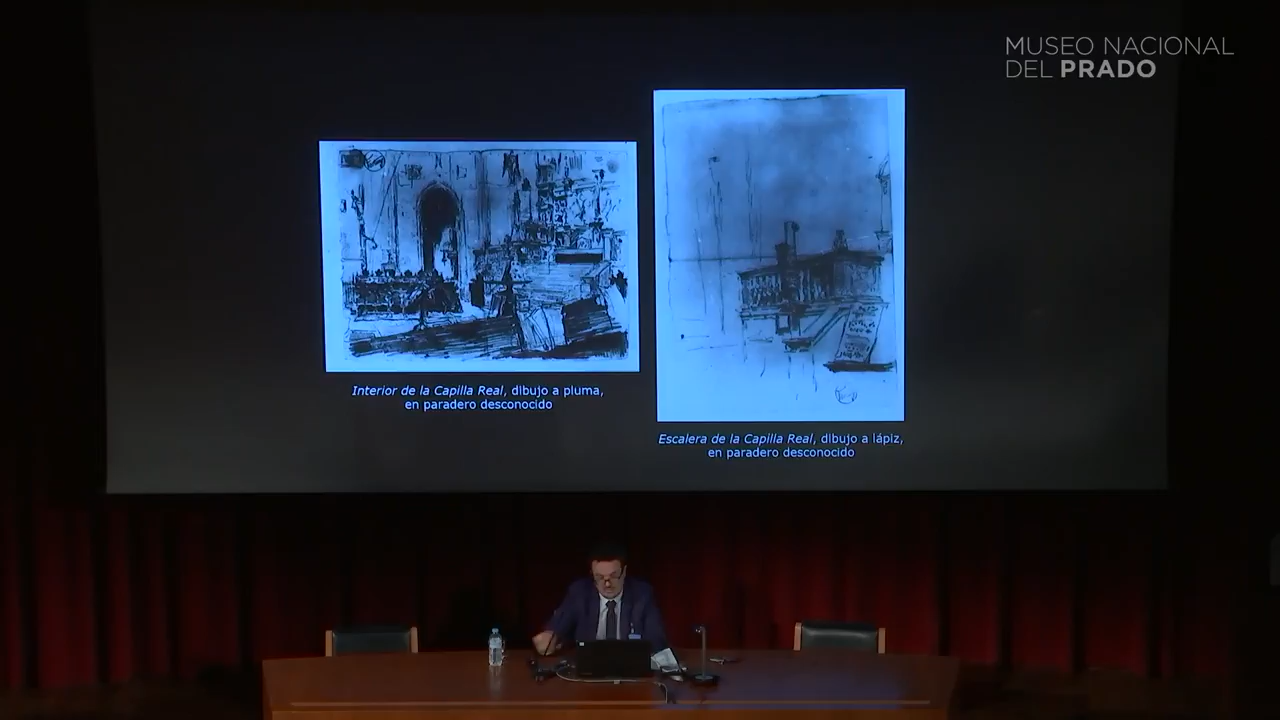 MUSEO NACIONAL
DEL PRADO
Interior de la Capilla Real, dibujo a pluma,
en paradero desconocido
Escalera de la Capilla Real, dibujo a lápiz,
en paradero desconocido